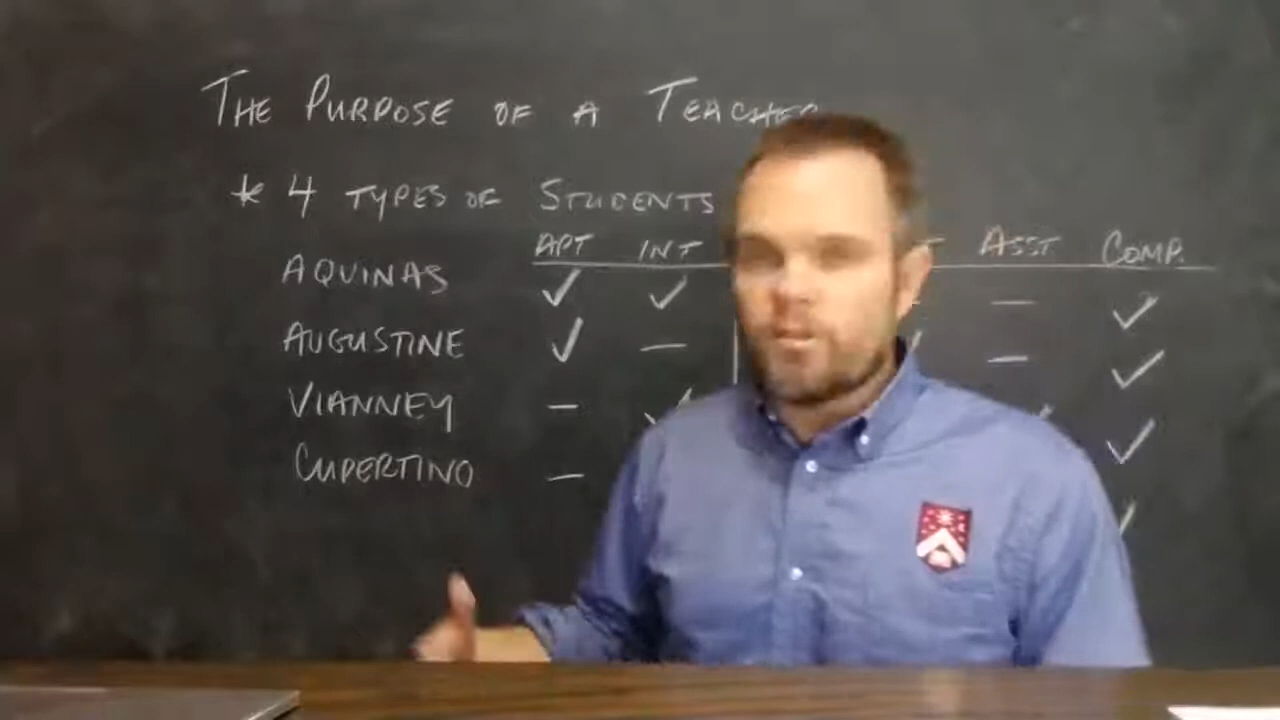 THE PURPOSE OF A
* 4 TYPES OF STUDENTS
APT INT ASST COMP.
AQUINAS ✓ ✓ — ✓
AUGUSTINE ✓ — — ✓
VIANNEY — ✓
CUPERTINO —